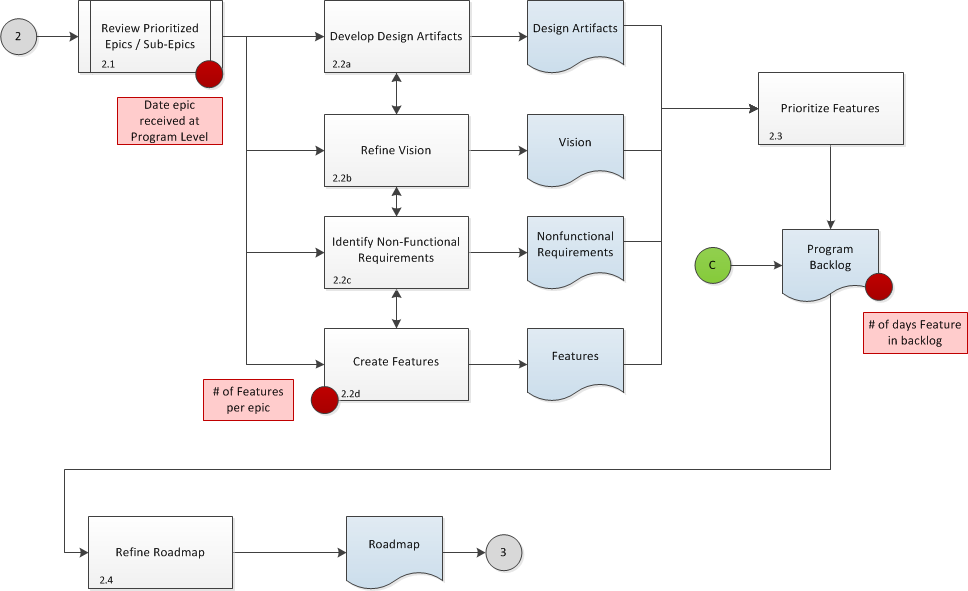 2
Review Prioritized
Epics / Sub-Epics
2.1
Date epic
received at
Program Level
Develop Design Artifacts
2.2a
Design Artifacts
Refine Vision
2.2b
Vision
Identify Non-Functional
Requirements
2.2c
Nonfunctional
Requirements
Create Features
2.2d
Features
# of Features
per epic
Prioritize Features
2.3
C
Program
Backlog
# of days Feature
in backlog
Refine Roadmap
2.4
Roadmap
3